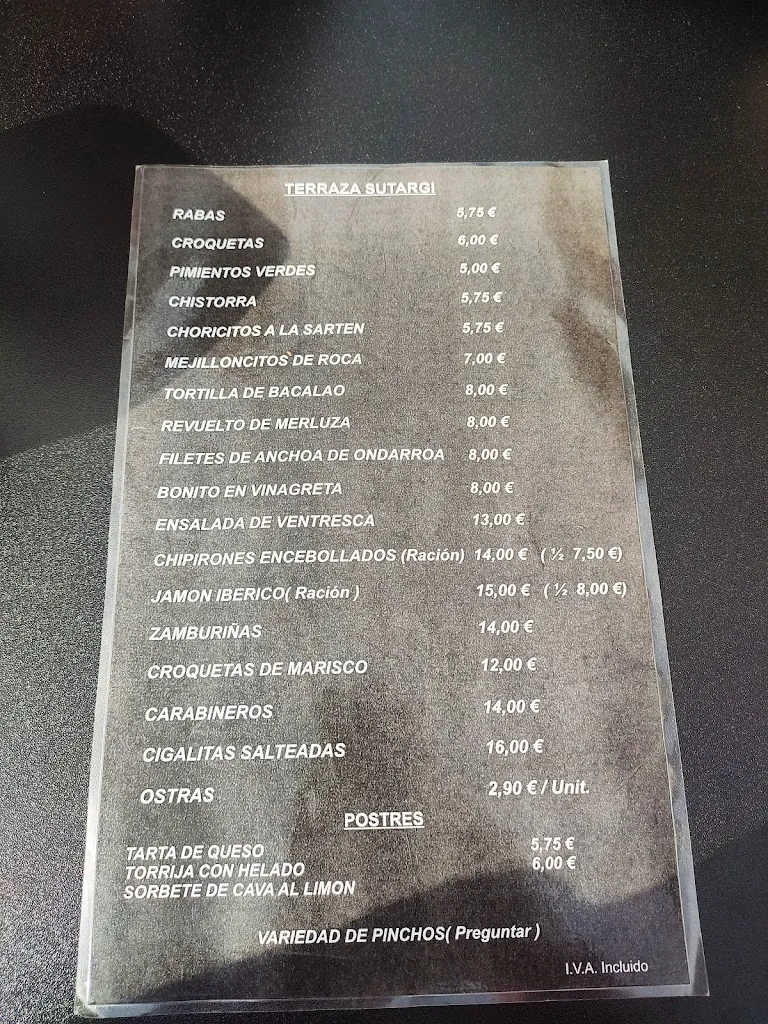 TERRAZA SUTARGI
RABAS 5,75 €
CROQUETAS 6,00 €
PIMIENTOS VERDES 5,00 €
CHISTORRA 5,75 €
CHORICITOS A LA SARTEN 5,75 €
MEJILLONCITOS DE ROCA 7,00 €
TORTILLA DE BACALAO 8,00 €
REVUELTO DE MERLUZA 8,00 €
FILETES DE ANCHOA DE ONDARROA 8,00 €
BONITO EN VINAGRETA 8,00 €
ENSALADA DE VENTRESCA 13,00 €
CHIPIRONES ENCEBOLLADOS (Ración) 14,00 € ( ½ 7,50 €)
JAMON IBERICO( Ración ) 15,00 € ( ½ 8,00 €)
ZAMBURIÑAS 14,00 €
CROQUETAS DE MARISCO 12,00 €
CARABINEROS 14,00 €
CIGALITAS SALTEADAS 16,00 €
OSTRAS 2,90 € / Unit.
POSTRES
TARTA DE QUESO 5,75 €
TORRIJA CON HELADO 6,00 €
SORBETE DE CAVA AL LIMON
VARIEDAD DE PINCHOS( Preguntar )
I.V.A. Incluido